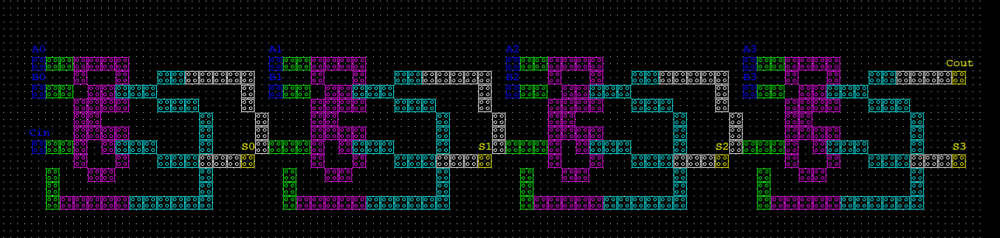 A0 A1 A2 A3
Cout
B0 B1 B2 B3
Cin
S0 S1 S2 S3